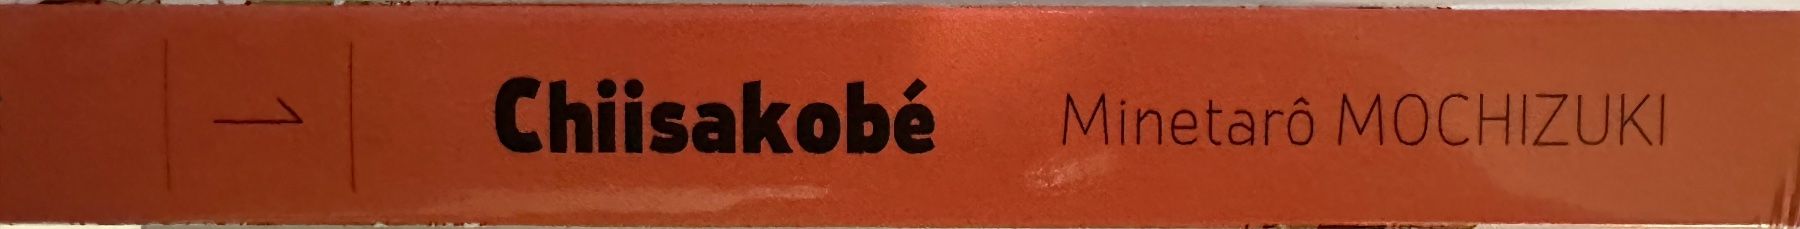 1
Chiisakobé
Minetarô MOCHIZUKI